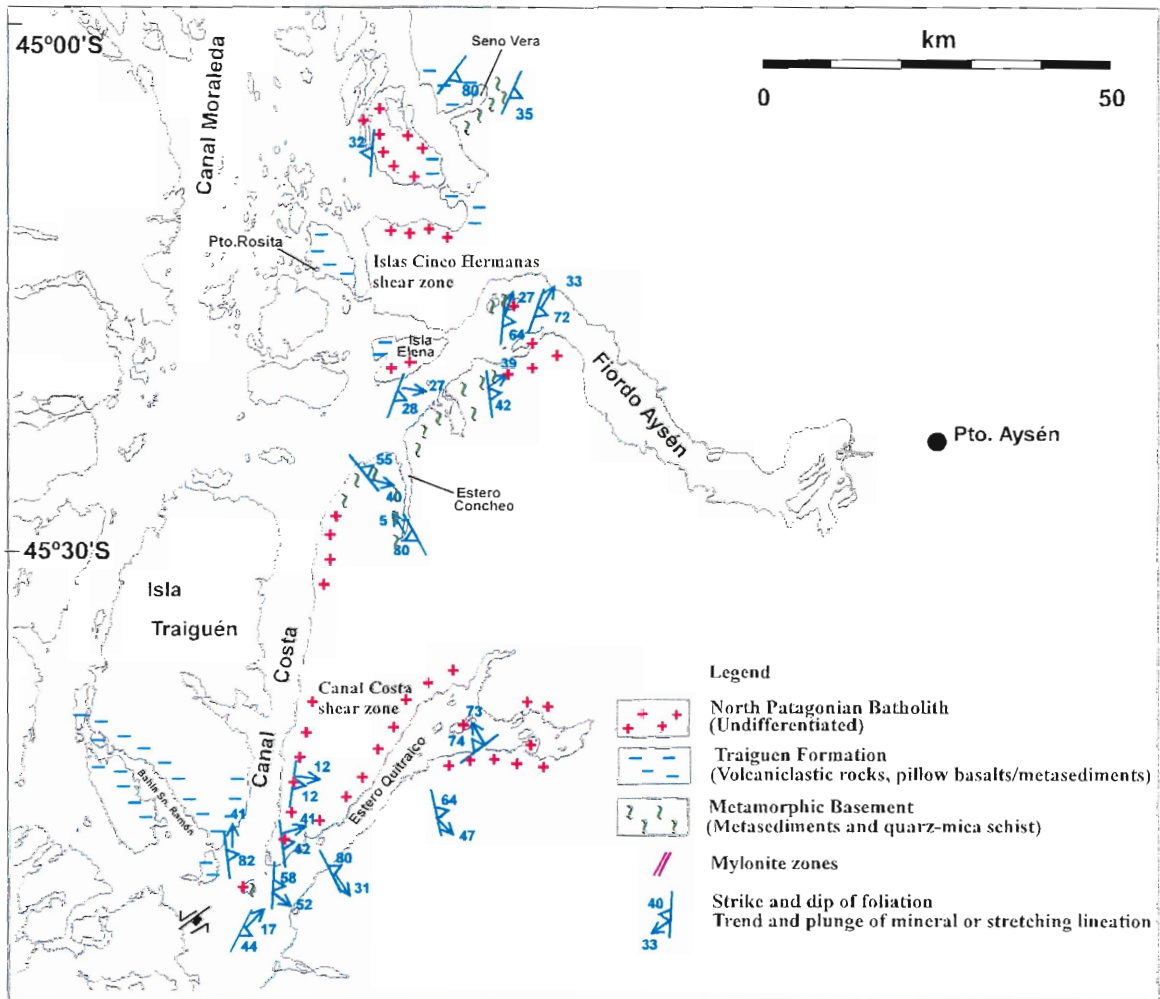 45º00'S
Canal Moraleda
Seno Vera
km
0
50
80
35
32
Pto.Rosita
Islas Cinco Hermanas
shear zone
33
27
72
64
Isla
Elena
39
27
28
42
Fiordo Aysén
Pto. Aysén
55
40
Estero
Concheo
5
80
45º30'S
Isla
Traiguén
Canal Costa
Canal Costa
shear zone
73
74
Estero Quitralco
12
12
Bahía Sn. Ramós
41
41
42
82
64
47
80
31
58
52
17
44
Legend
North Patagonian Batholith
(Undifferentiated)
Traiguen Formation
(Volcaniclastic rocks, pillow basalts/metasediments)
Metamorphic Basement
(Metasediments and quarz-mica schist)
Mylonite zones
40
33
Strike and dip of foliation
Trend and plunge of mineral or stretching lineation